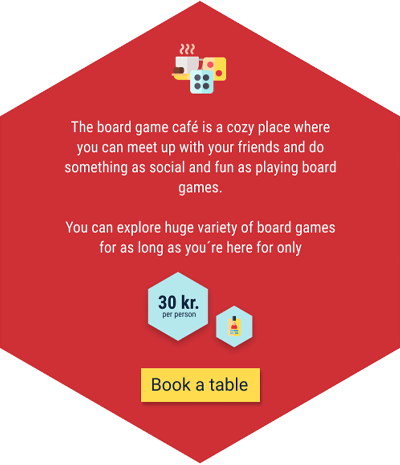 The board game café is a cozy place where
you can meet up with your friends and do
something as social and fun as playing board
games.
You can explore huge variety of board games
for as long as you´re here for only
30 kr.
per person
Book a table